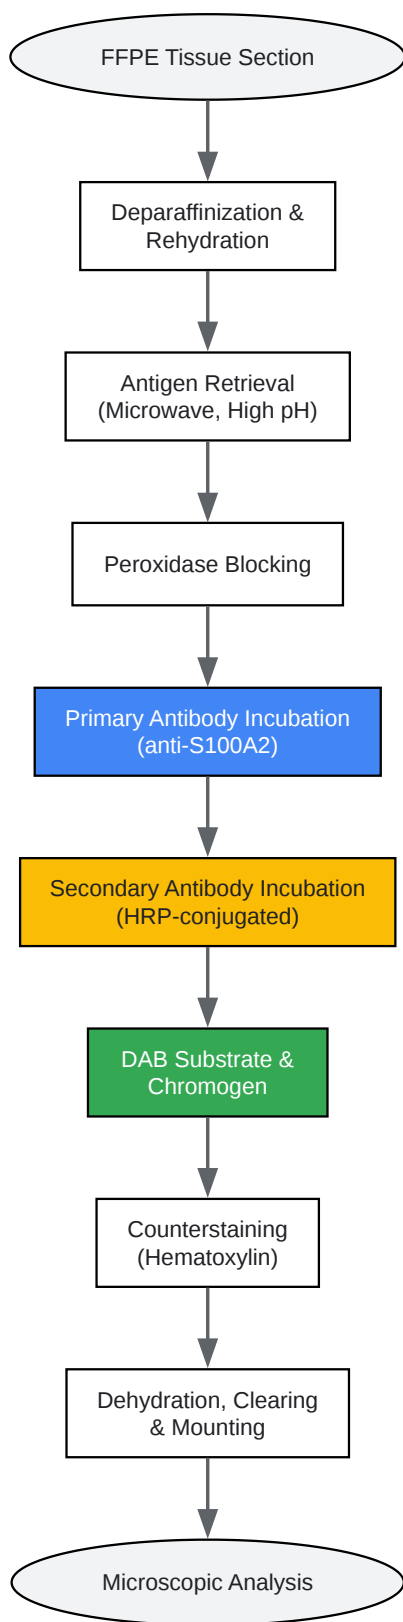 FFPE Tissue Section
Deparaffinization &
Rehydration
Antigen Retrieval
(Microwave, High pH)
Peroxidase Blocking
Primary Antibody Incubation
(anti-S100A2)
Secondary Antibody Incubation
(HRP-conjugated)
DAB Substrate &
Chromogen
Counterstaining
(Hematoxylin)
Dehydration, Clearing
& Mounting
Microscopic Analysis